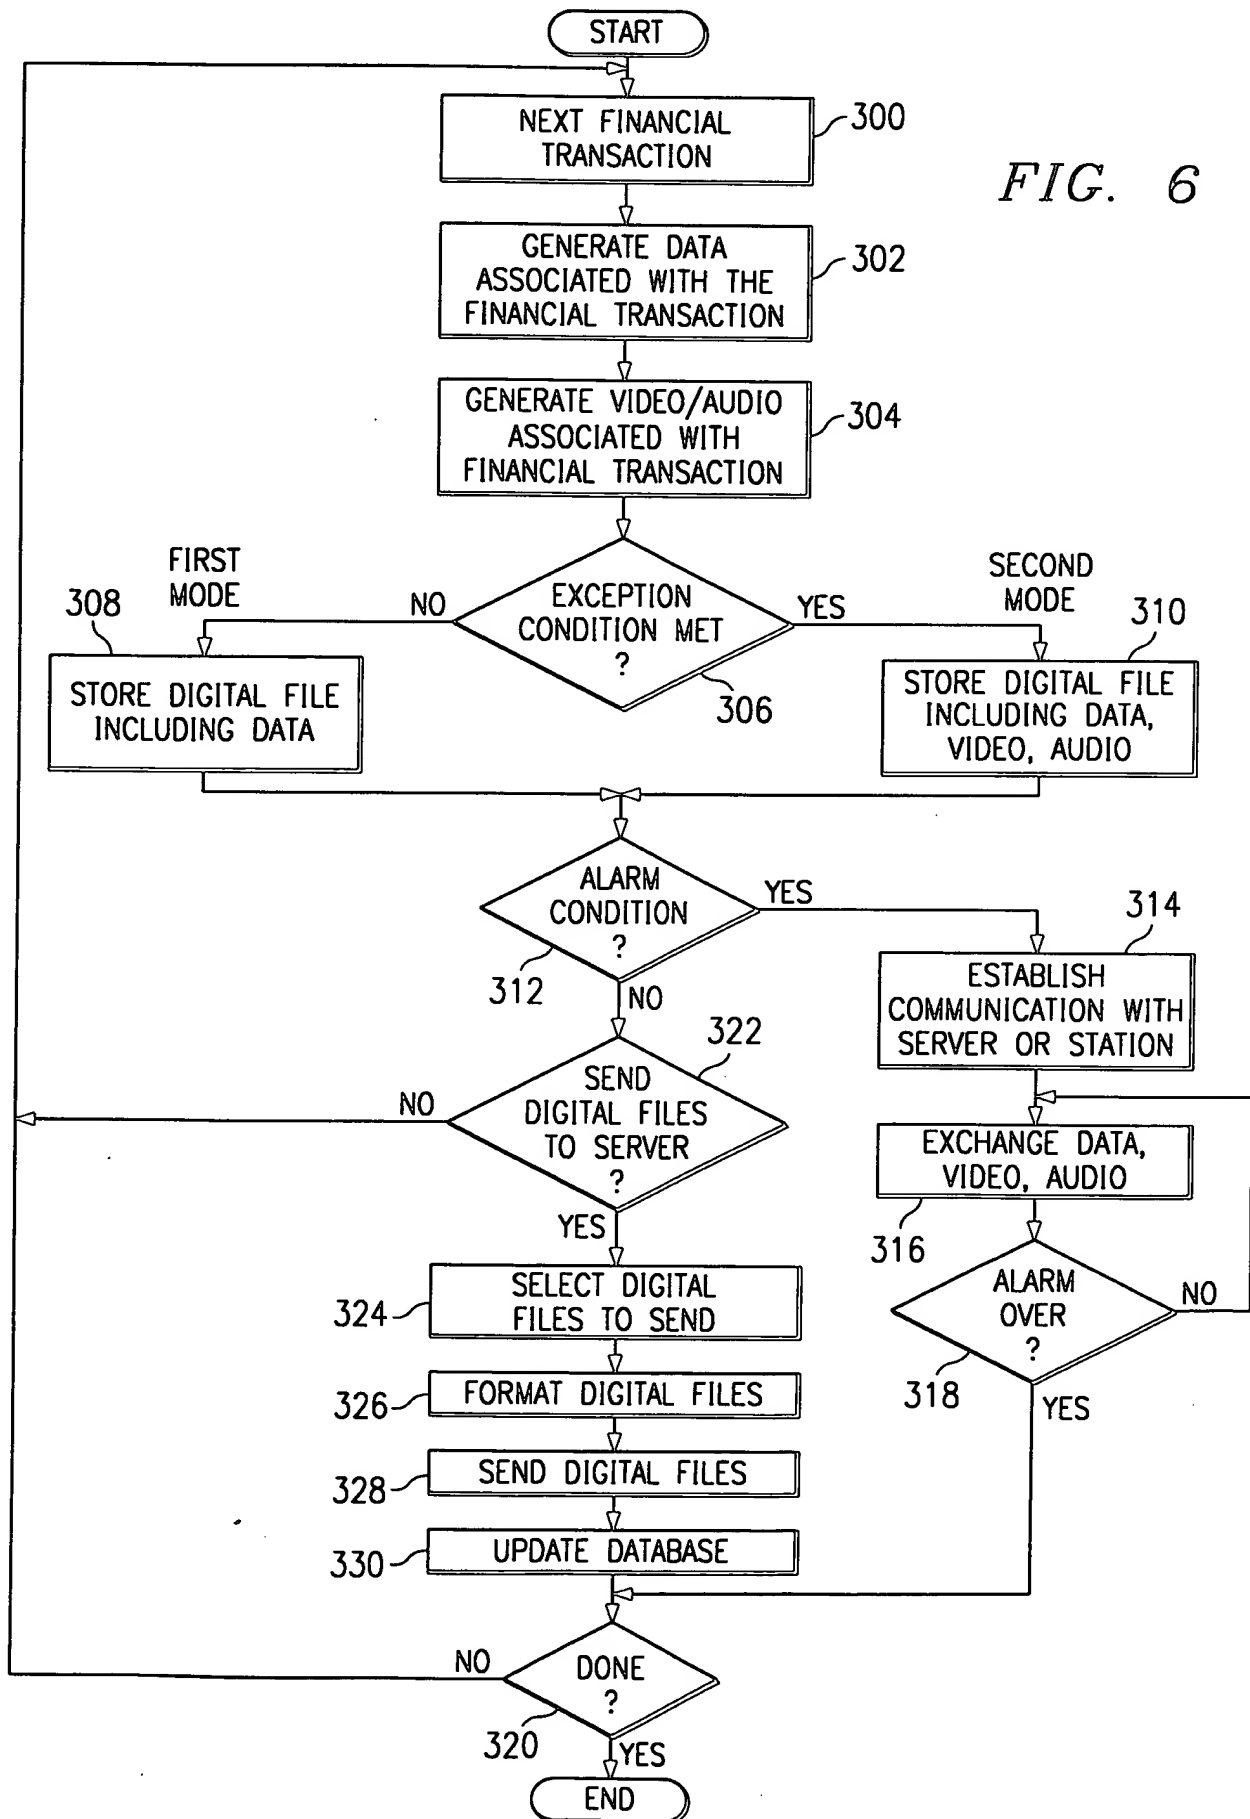 START
NEXT FINANCIAL
TRANSACTION
300
FIG. 6
GENERATE DATA
ASSOCIATED WITH THE
FINANCIAL TRANSACTION
302
GENERATE VIDEO/AUDIO
ASSOCIATED WITH
FINANCIAL TRANSACTION
304
EXCEPTION
CONDITION MET
?
306
NO
FIRST
MODE
308
STORE DIGITAL FILE
INCLUDING DATA
YES
SECOND
MODE
310
STORE DIGITAL FILE
INCLUDING DATA,
VIDEO, AUDIO
ALARM
CONDITION
?
312
YES
314
ESTABLISH
COMMUNICATION WITH
SERVER OR STATION
NO
322
SEND
DIGITAL FILES
TO SERVER
?
NO
EXCHANGE DATA,
VIDEO, AUDIO
316
YES
ALARM
OVER
?
318
NO
YES
SELECT DIGITAL
FILES TO SEND
324
FORMAT DIGITAL FILES
326
SEND DIGITAL FILES
328
UPDATE DATABASE
330
DONE
?
320
NO
YES
END